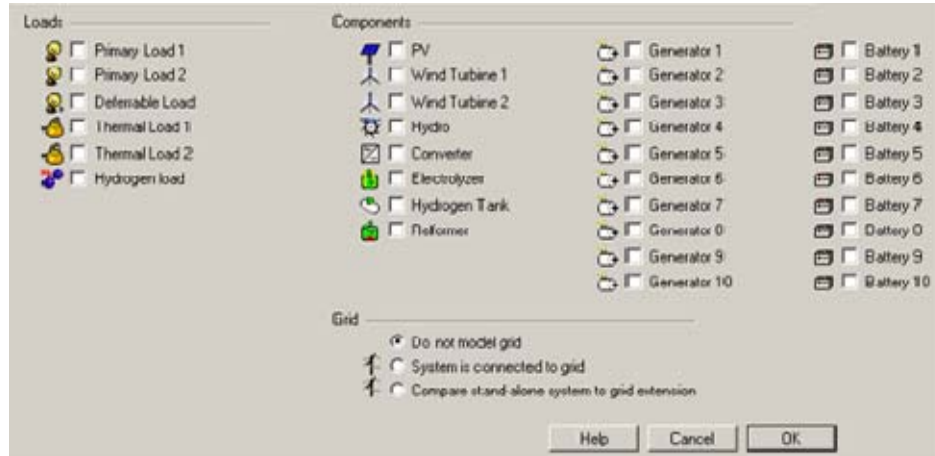 Loads
Primary Load 1
Primary Load 2
Deferrable Load
Thermal Load 1
Thermal Load 2
Hydrogen load
Components
PV
Wind Turbine 1
Wind Turbine 2
Hydro
Converter
Electrolyzer
Hydrogen Tank
Reformer
Generator 1
Generator 2
Generator 3
Generator 4
Generator 5
Generator 6
Generator 7
Generator 8
Generator 9
Generator 10
Battery 1
Battery 2
Battery 3
Battery 4
Battery 5
Battery 6
Battery 7
Battery 8
Battery 9
Battery 10
Grid
Do not model grid
System is connected to grid
Compare stand-alone system to grid extension
Help
Cancel
OK